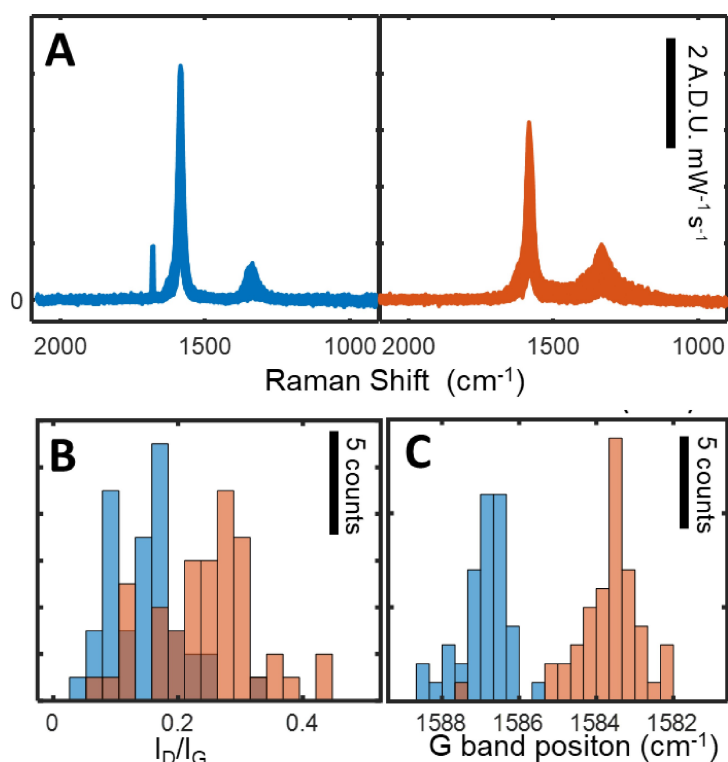 A
2 A.D.U. mW-1 s-1
0
2000 1500 1000 2000 1500 1000
Raman Shift (cm-1)
B
5 counts
C
5 counts
0 0.2 0.4
1588 1586 1584 1582
ID/IG
G band positon (cm-1)